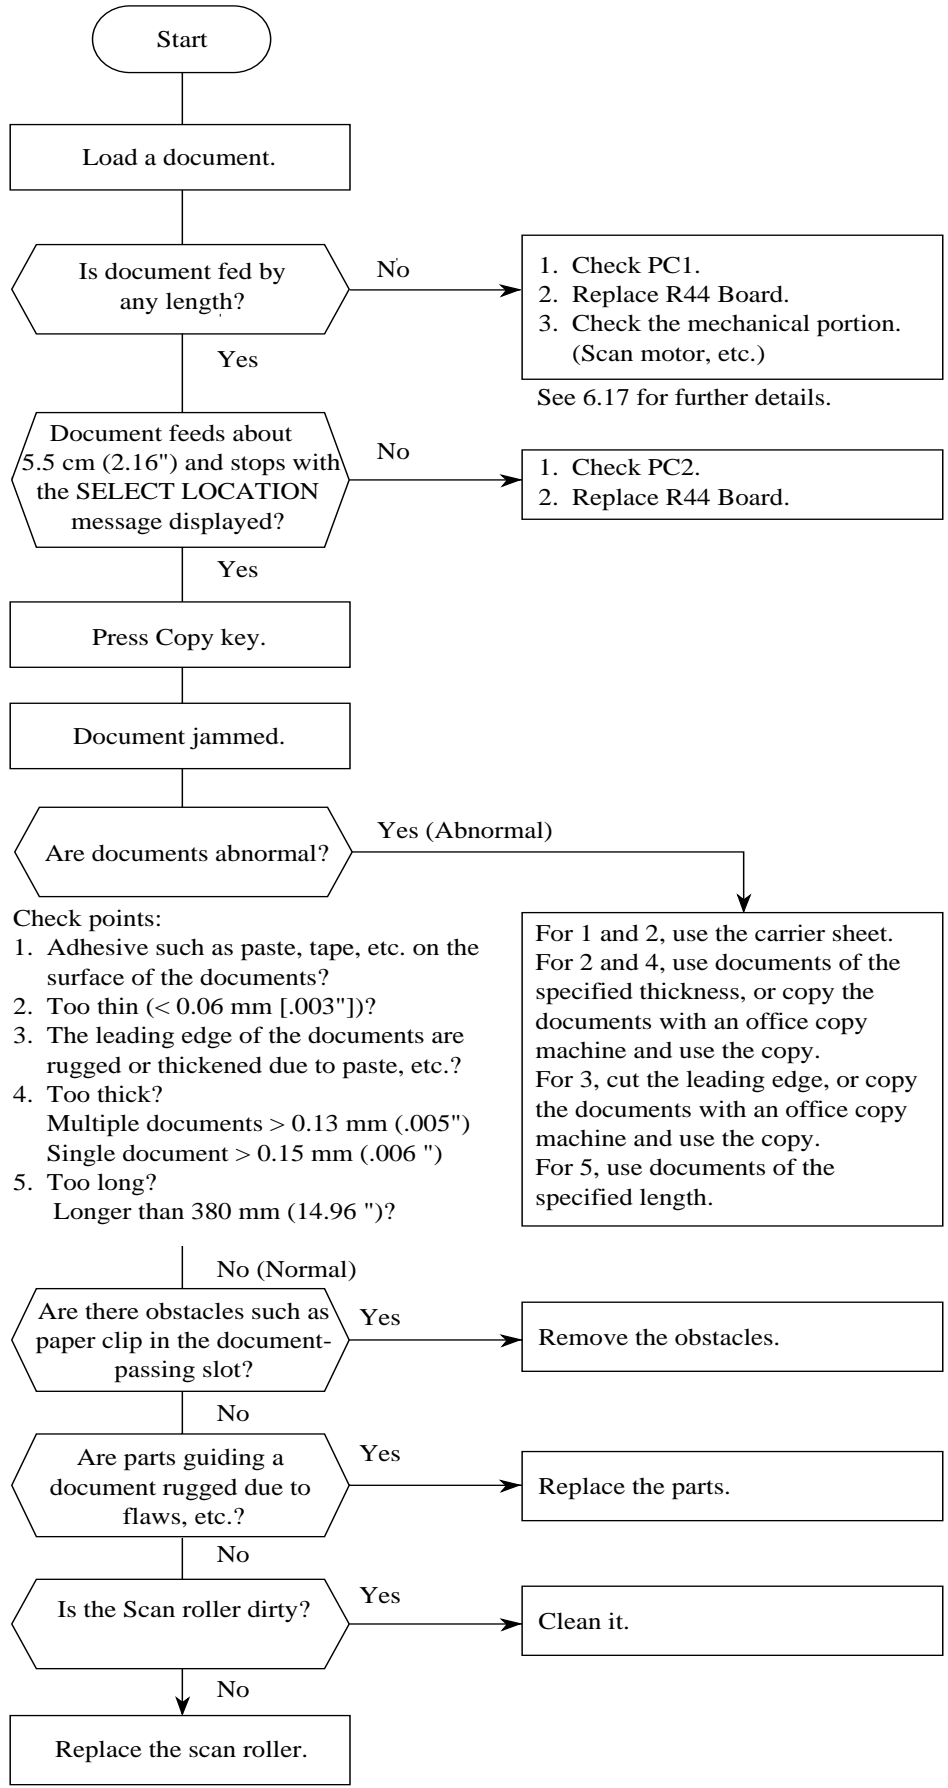 Start
Load a document.
Is document fed by
any length?
No
1. Check PC1.
2. Replace R44 Board.
3. Check the mechanical portion.
(Scan motor, etc.)
See 6.17 for further details.
Yes
Document feeds about
5.5 cm (2.16") and stops with
the SELECT LOCATION
message displayed?
No
1. Check PC2.
2. Replace R44 Board.
Yes
Press Copy key.
Document jammed.
Are documents abnormal?
Yes (Abnormal)
Check points:
1. Adhesive such as paste, tape, etc. on the
surface of the documents?
2. Too thin (< 0.06 mm [.003"])?
3. The leading edge of the documents are
rugged or thickened due to paste, etc.?
4. Too thick?
Multiple documents > 0.13 mm (.005")
Single document > 0.15 mm (.006 ")
5. Too long?
Longer than 380 mm (14.96 ")?
For 1 and 2, use the carrier sheet.
For 2 and 4, use documents of the
specified thickness, or copy the
documents with an office copy
machine and use the copy.
For 3, cut the leading edge, or copy
the documents with an office copy
machine and use the copy.
For 5, use documents of the
specified length.
No (Normal)
Are there obstacles such as
paper clip in the document-
passing slot?
Yes
Remove the obstacles.
No
Are parts guiding a
document rugged due to
flaws, etc.?
Yes
Replace the parts.
No
Is the Scan roller dirty?
Yes
Clean it.
No
Replace the scan roller.